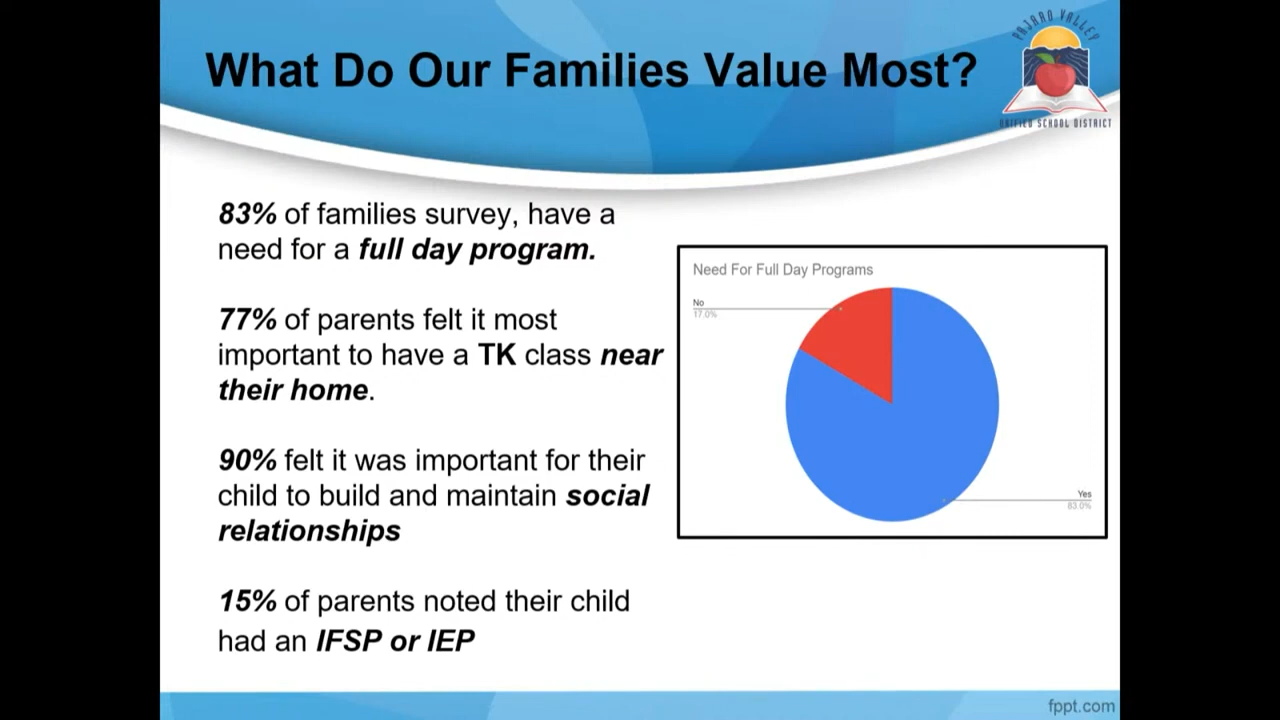 What Do Our Families Value Most?
PAJARO VALLEY
UNIFIED SCHOOL DISTRICT
83% of families survey, have a
need for a full day program.
77% of parents felt it most
important to have a TK class near
their home.
90% felt it was important for their
child to build and maintain social
relationships
15% of parents noted their child
had an IFSP or IEP
Need For Full Day Programs
No
17.0%
Yes
83.0%
fppt.com